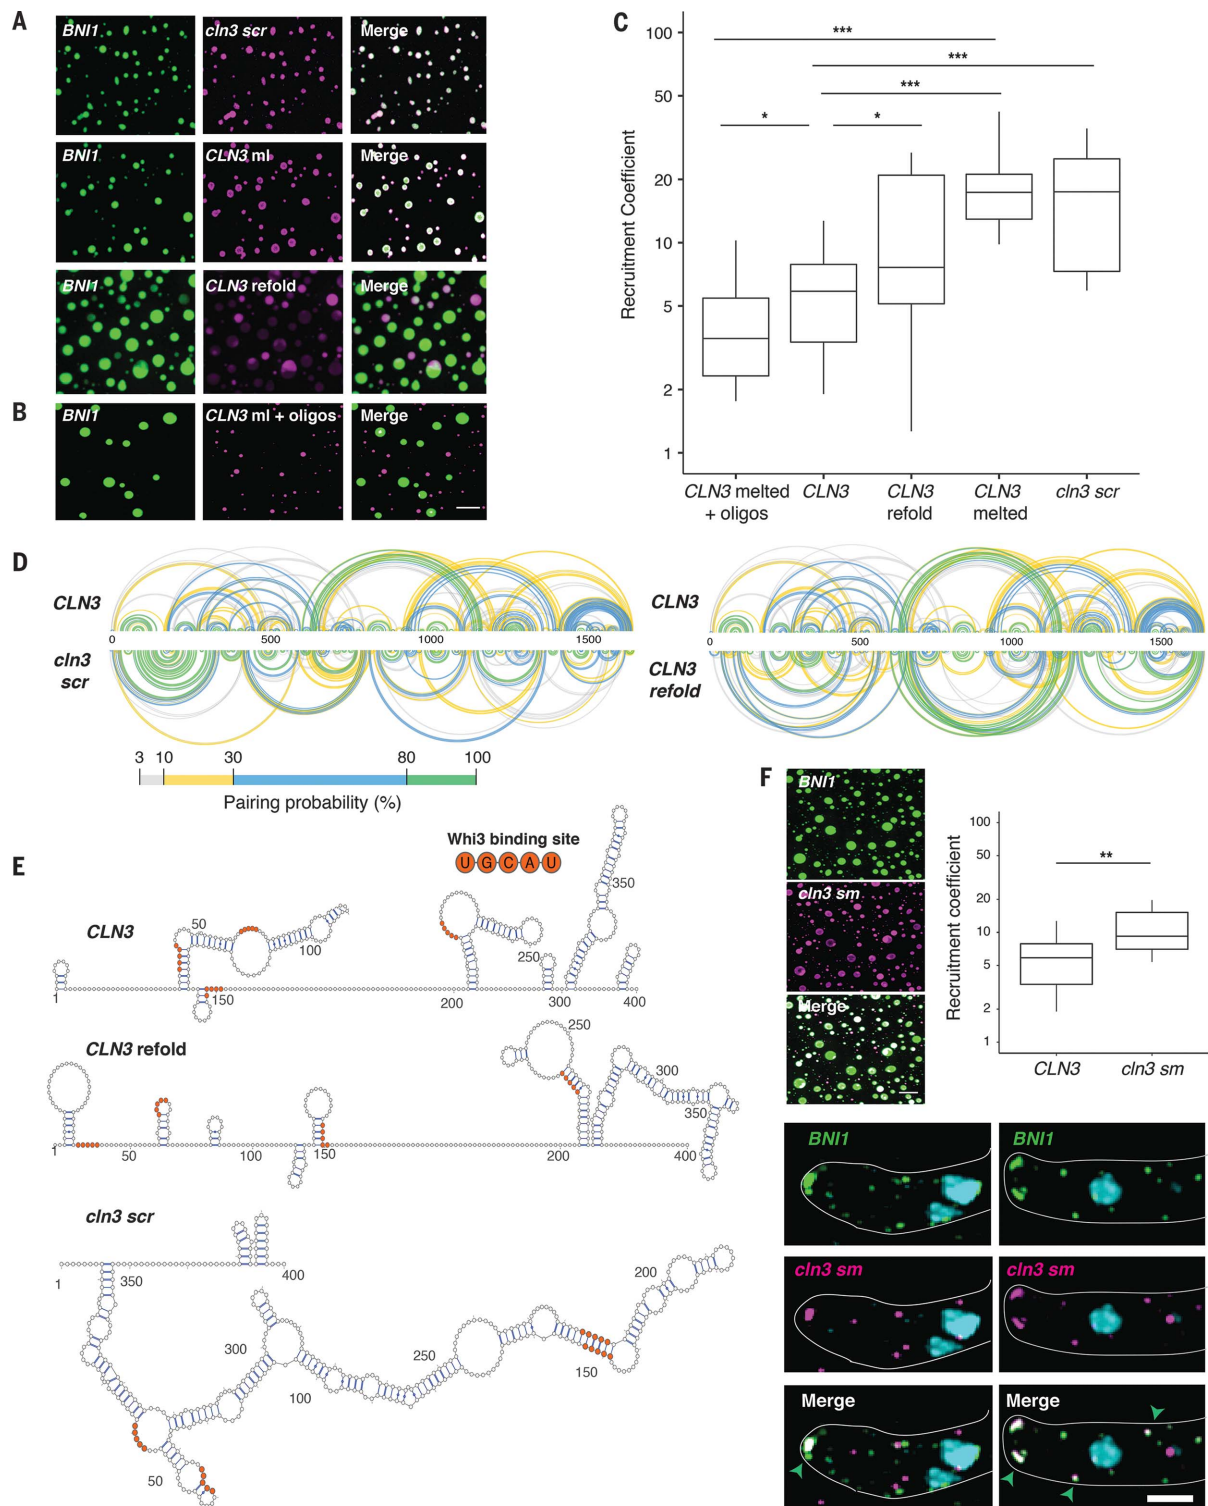 A
BNI1
cln3 scr
Merge
BNI1
CLN3 ml
Merge
BNI1
CLN3 refold
Merge
B
BNI1
CLN3 ml + oligos
Merge
C
Recruitment Coefficient
100
50
20
10
5
2
1
***
***
***
*
*
CLN3 melted
+ oligos
CLN3
CLN3
refold
CLN3
melted
cln3 scr
D
CLN3
0
500
1000
1500
cln3
scr
CLN3
0
500
1000
1500
CLN3
refold
3
10
30
80
100
Pairing probability (%)
E
Whi3 binding site
U G C A U
CLN3
1
50
100
150
200
250
300
350
400
CLN3 refold
1
50
100
150
200
250
300
350
400
cln3 scr
1
50
100
150
200
250
300
350
400
F
BNI1
cln3 sm
Merge
Recruitment coefficient
100
50
20
10
5
2
1
**
CLN3
cln3 sm
BNI1
BNI1
cln3 sm
cln3 sm
Merge
Merge